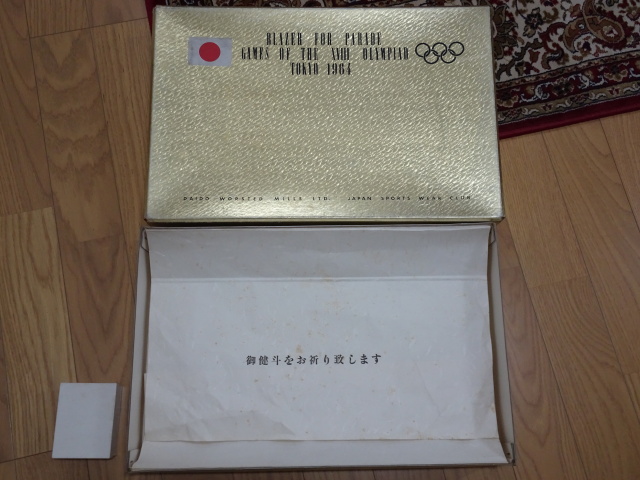 BLAZER FOR PARADE
GAMES OF THE XVIII OLYMPIAD
TOKYO 1964
DAIDO WORSTED MILLS LTD. JAPAN SPORTS WEAR CLUB
御健斗をお祈り致します